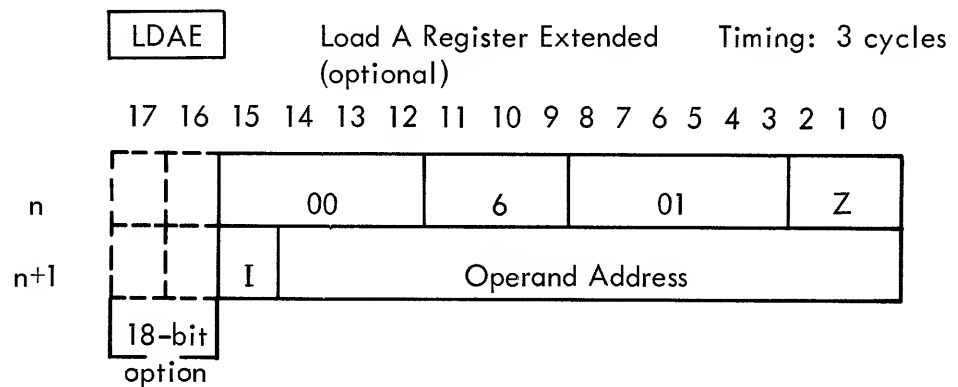 LDAE Load A Register Extended Timing: 3 cycles
(optional)
17 16 15 14 13 12 11 10 9 8 7 6 5 4 3 2 1 0
n 00 6 01 Z
n+1 I Operand Address
18-bit
option